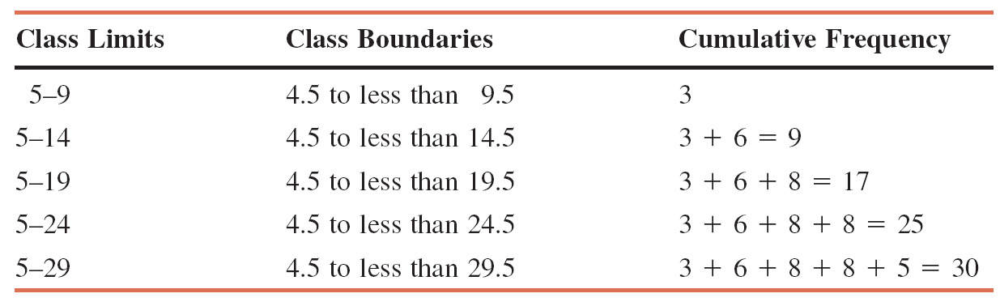 Class Limits Class Boundaries Cumulative Frequency
5–9 4.5 to less than 9.5 3
5–14 4.5 to less than 14.5 3 + 6 = 9
5–19 4.5 to less than 19.5 3 + 6 + 8 = 17
5–24 4.5 to less than 24.5 3 + 6 + 8 + 8 = 25
5–29 4.5 to less than 29.5 3 + 6 + 8 + 8 + 5 = 30